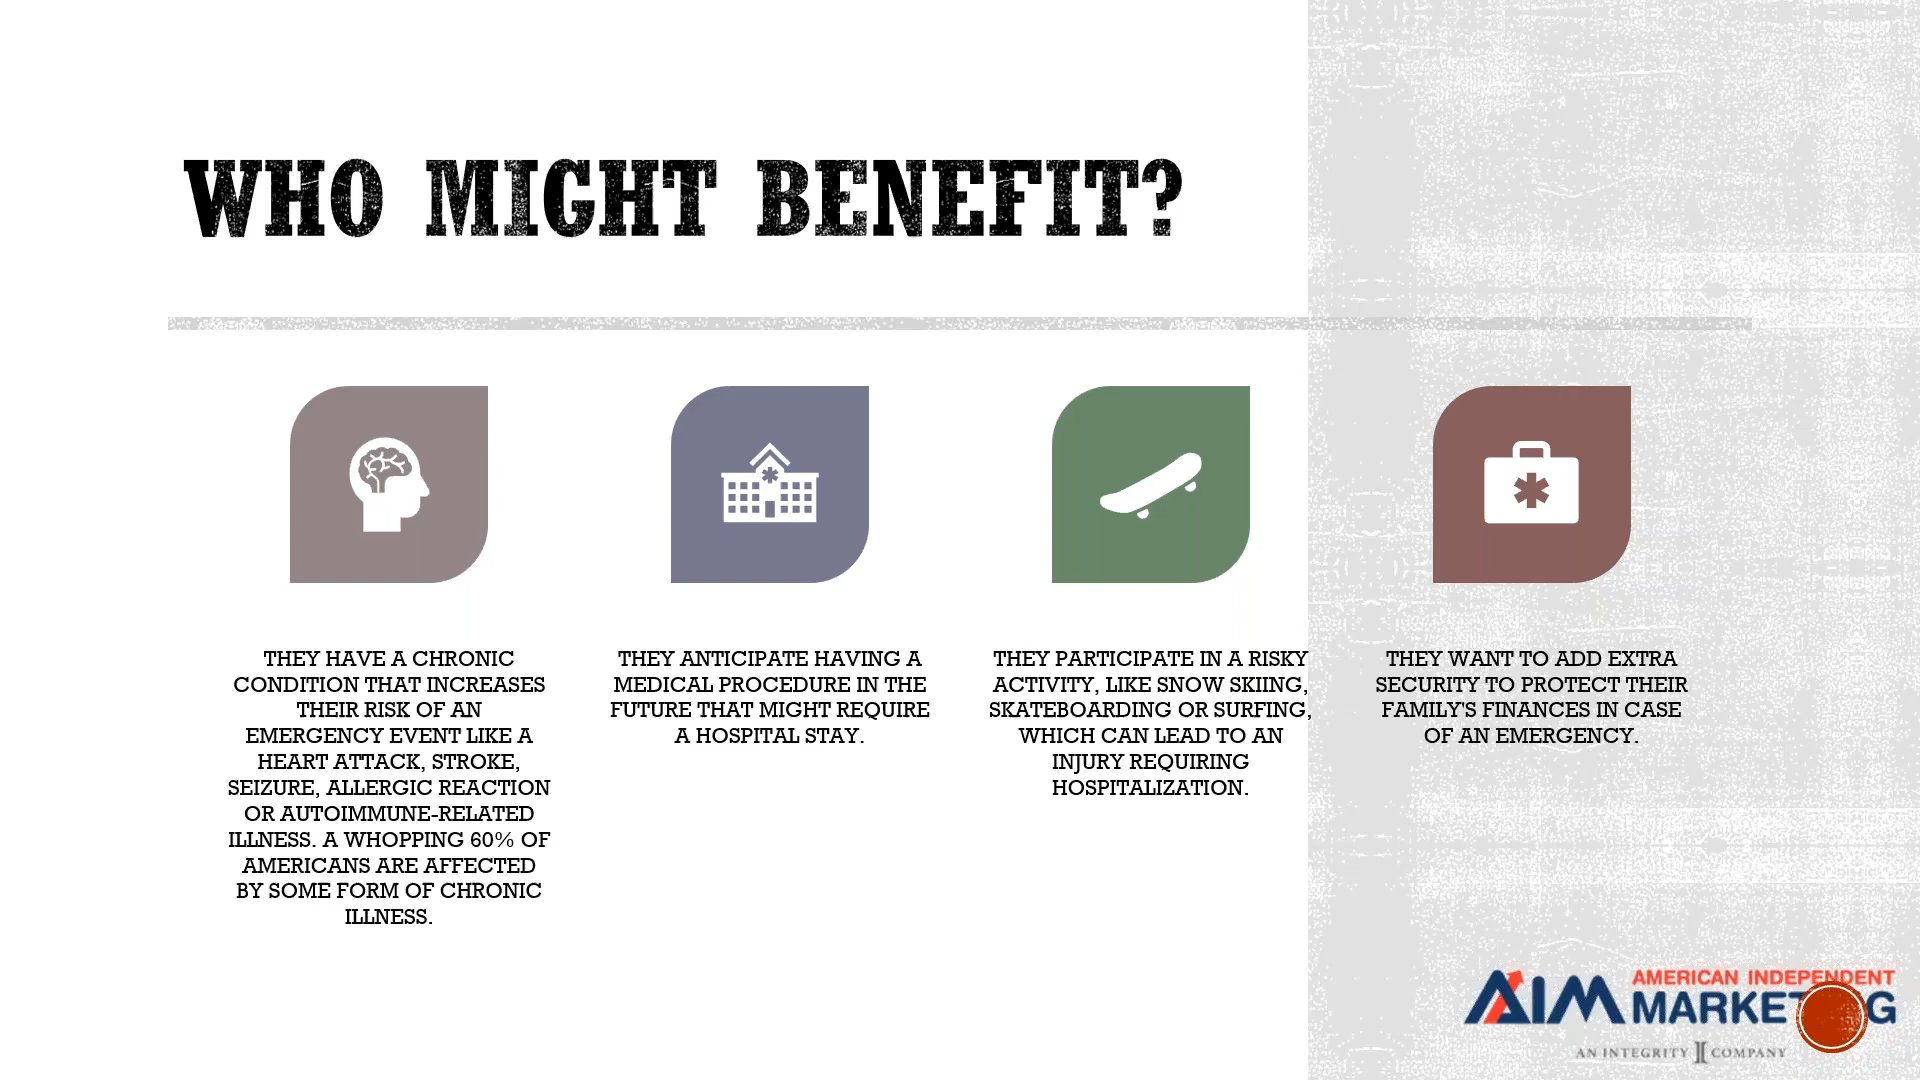 WHO MIGHT BENEFIT?
THEY HAVE A CHRONIC
CONDITION THAT INCREASES
THEIR RISK OF AN
EMERGENCY EVENT LIKE A
HEART ATTACK, STROKE,
SEIZURE, ALLERGIC REACTION
OR AUTOIMMUNE-RELATED
ILLNESS. A WHOPPING 60% OF
AMERICANS ARE AFFECTED
BY SOME FORM OF CHRONIC
ILLNESS.
THEY ANTICIPATE HAVING A
MEDICAL PROCEDURE IN THE
FUTURE THAT MIGHT REQUIRE
A HOSPITAL STAY.
THEY PARTICIPATE IN A RISKY
ACTIVITY, LIKE SNOW SKIING,
SKATEBOARDING OR SURFING,
WHICH CAN LEAD TO AN
INJURY REQUIRING
HOSPITALIZATION.
THEY WANT TO ADD EXTRA
SECURITY TO PROTECT THEIR
FAMILY'S FINANCES IN CASE
OF AN EMERGENCY.
AIM
AMERICAN INDEPENDENT
MARKETING
AN INTEGRITY COMPANY